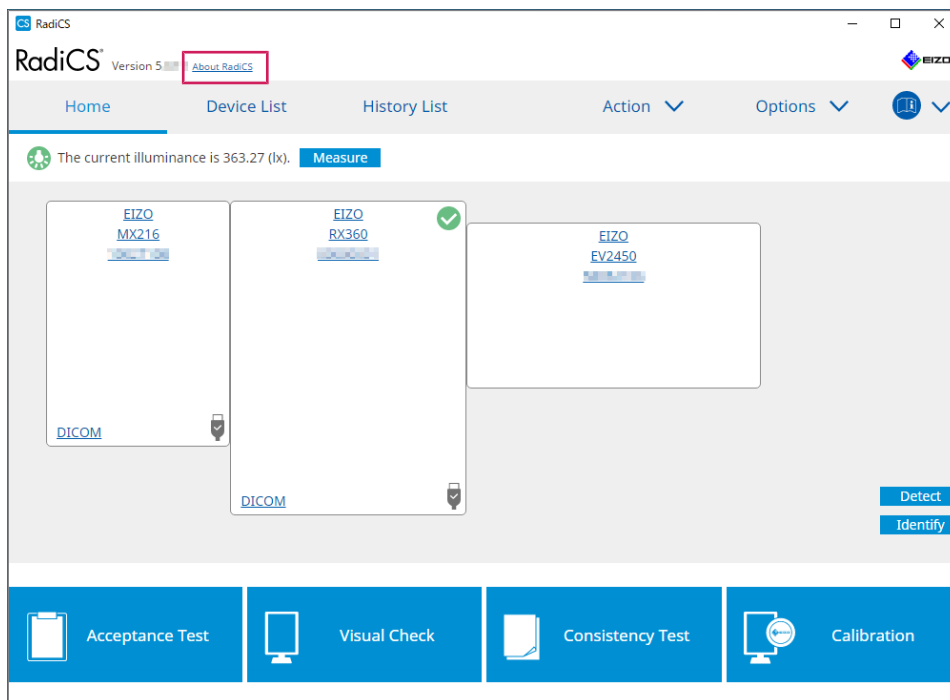 CS RadiCS
RadiCS® Version 5. About RadiCS
EIZO
Home Device List History List Action Options
The current illuminance is 363.27 (lx). Measure
EIZO
MX216
DICOM
EIZO
RX360
DICOM
EIZO
EV2450
Detect
Identify
Acceptance Test Visual Check Consistency Test Calibration